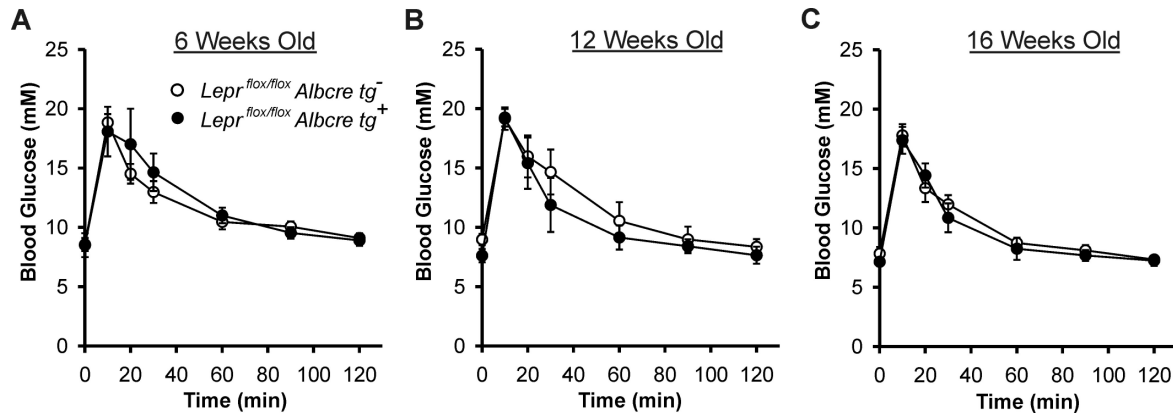 A
6 Weeks Old
Blood Glucose (mM)
25
20
15
10
5
0
Lepr flox/flox Albcre tg-
Lepr flox/flox Albcre tg+
0 20 40 60 80 100 120
Time (min)
B
12 Weeks Old
Blood Glucose (mM)
25
20
15
10
5
0
0 20 40 60 80 100 120
Time (min)
C
16 Weeks Old
Blood Glucose (mM)
25
20
15
10
5
0
0 20 40 60 80 100 120
Time (min)